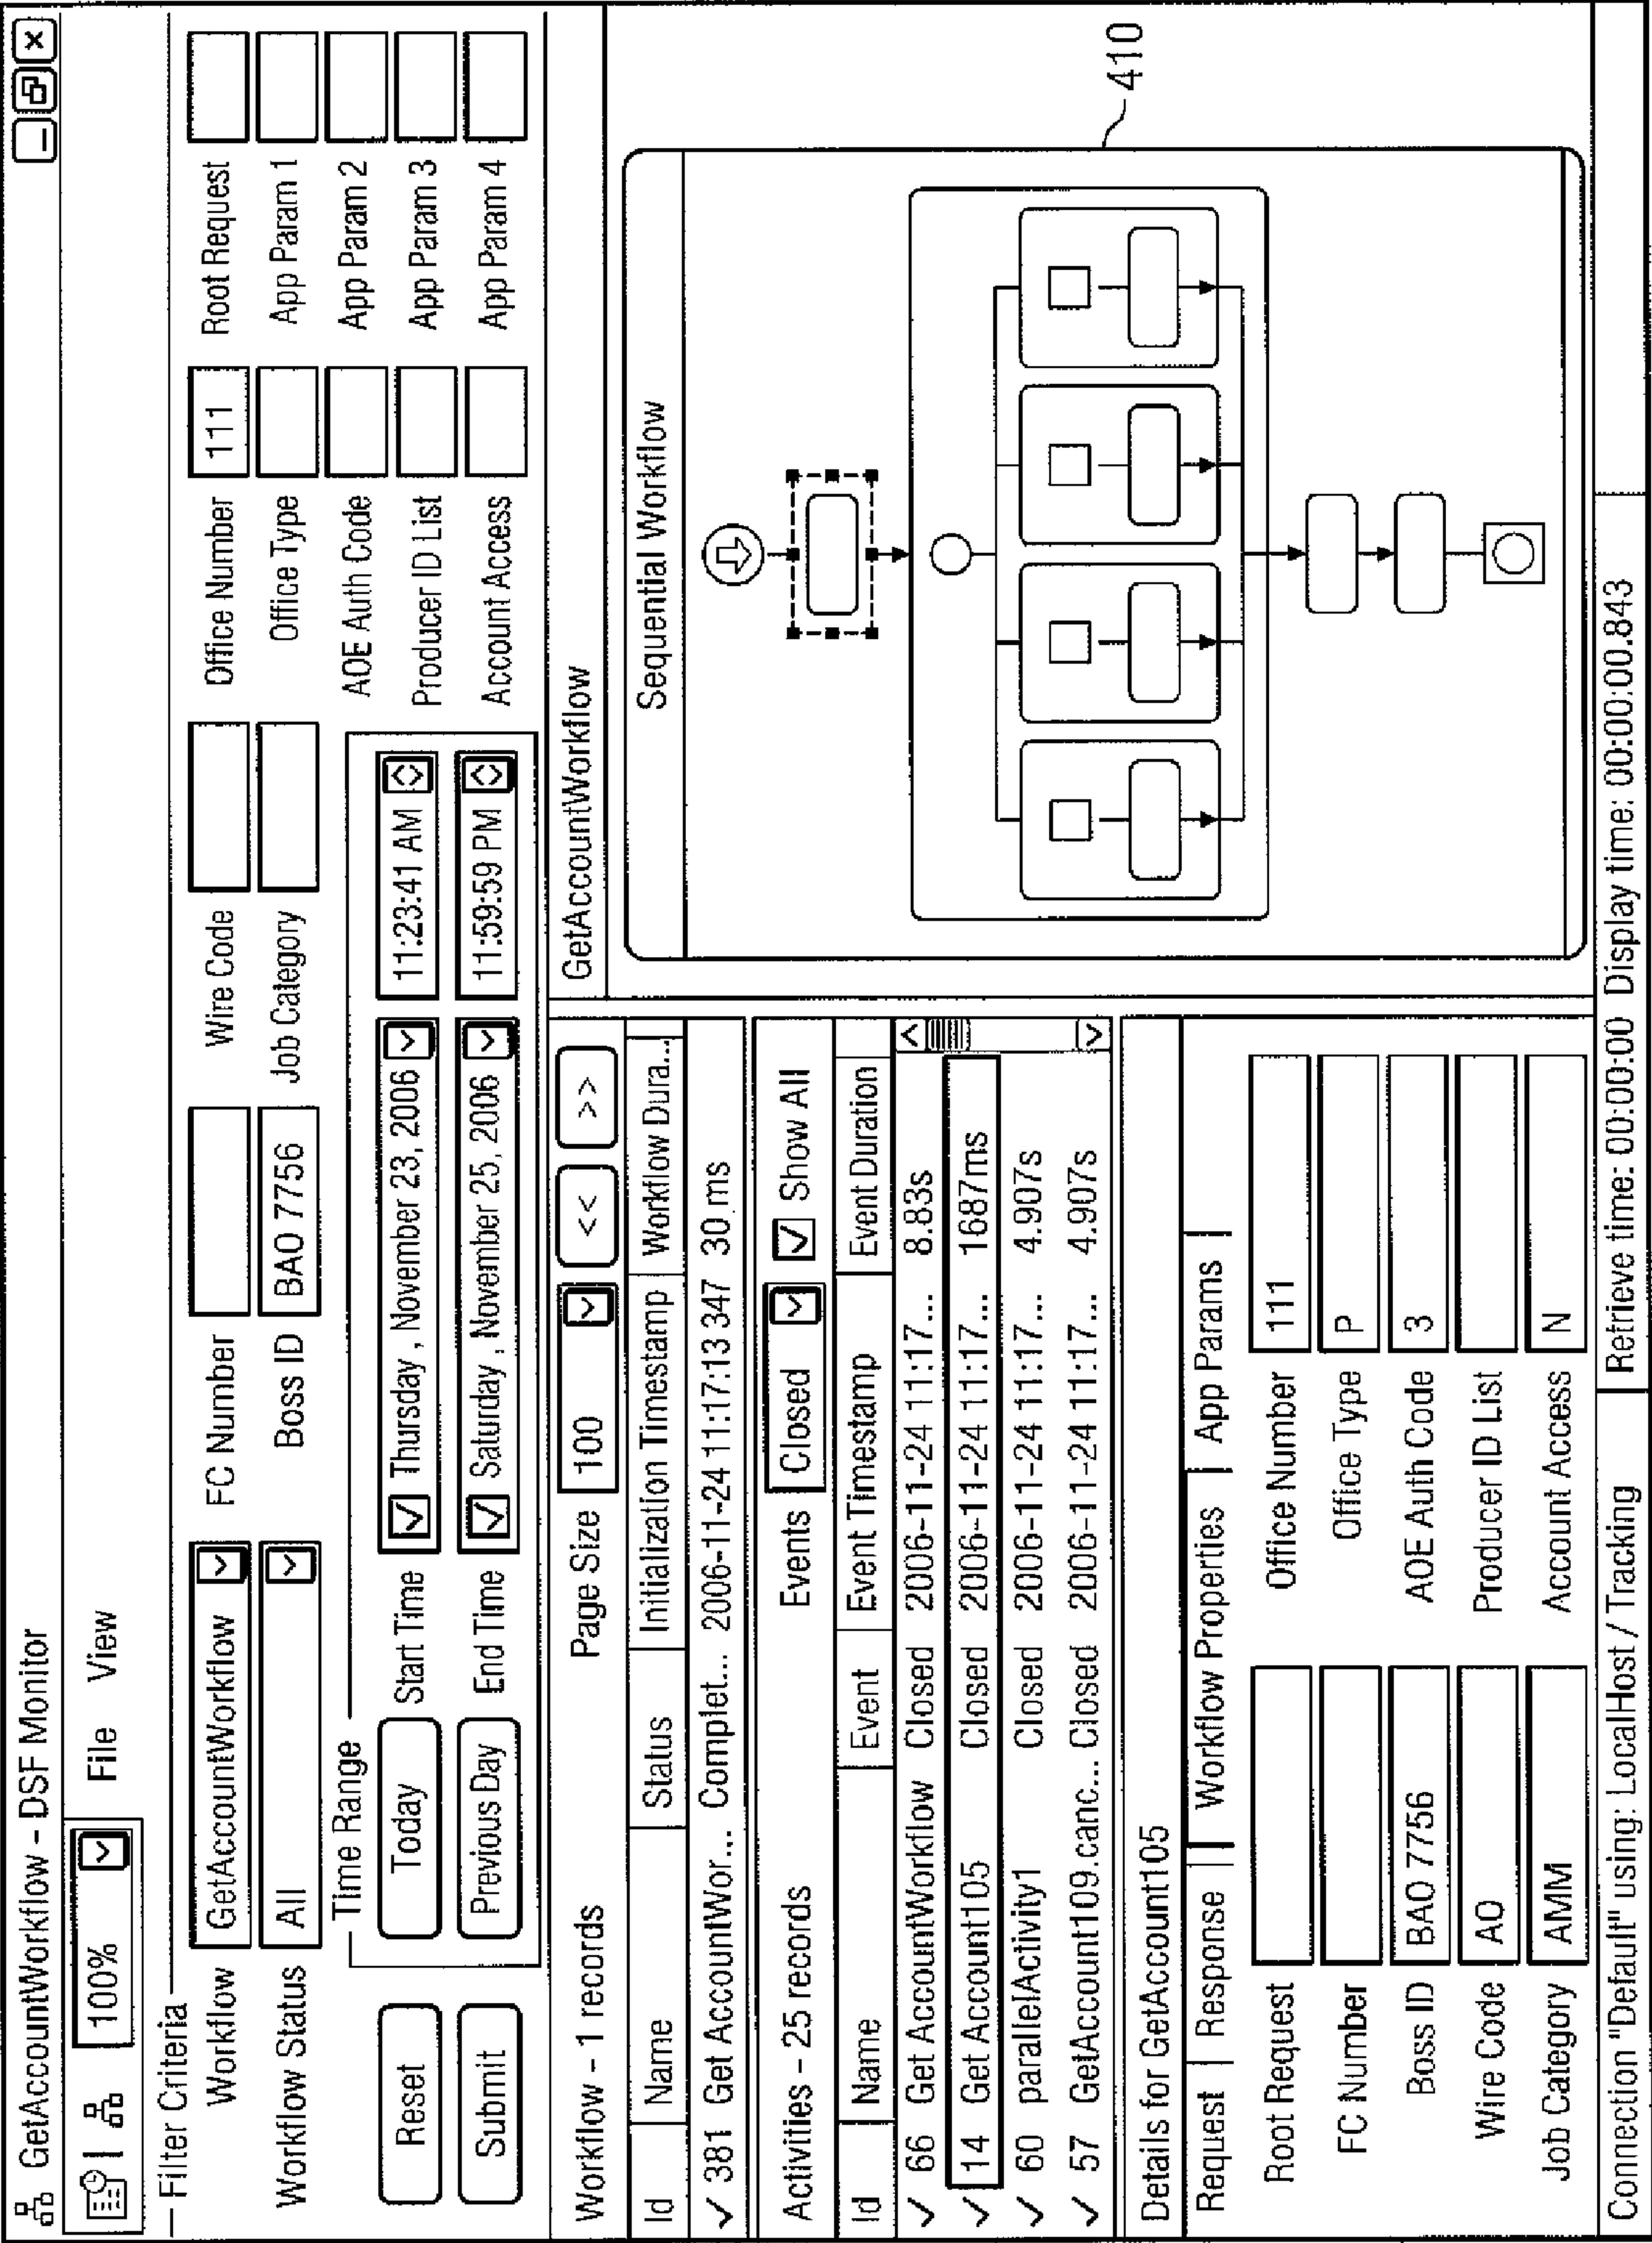 GetAccountWorkflow - DSF Monitor
100% File View
Filter Criteria
Workflow GetAccountWorkflow FC Number Wire Code Office Number 111 Root Request
Workflow Status All Boss ID BAO 7756 Job Category Office Type App Param 1
AOE Auth Code App Param 2
Producer ID List App Param 3
Account Access App Param 4
Time Range
Reset Today Start Time Thursday , November 23, 2006 11:23:41 AM
Submit Previous Day End Time Saturday , November 25, 2006 11:59:59 PM
Workflow - 1 records Page Size 100 << >>
Id Name Status Initialization Timestamp Workflow Dura...
381 Get AccountWor... Complet... 2006-11-24 11:17:13 347 30 ms
Activities - 25 records Events Closed Show All
Id Name Event Event Timestamp Event Duration
66 Get AccountWorkflow Closed 2006-11-24 11:17... 8.83s
14 Get Account105 Closed 2006-11-24 11:17... 1687ms
60 parallelActivity1 Closed 2006-11-24 11:17... 4.907s
57 GetAccount109.canc... Closed 2006-11-24 11:17... 4.907s
Details for GetAccount105
Request Response Workflow Properties App Params
Root Request Office Number 111
FC Number Office Type P
Boss ID BAO 7756 AOE Auth Code 3
Wire Code AO Producer ID List
Job Category AMM Account Access N
GetAccountWorkflow
Sequential Workflow
410
Connection "Default" using: LocalHost / Tracking Retrieve time: 00:00:00 Display time: 00:00:00.843